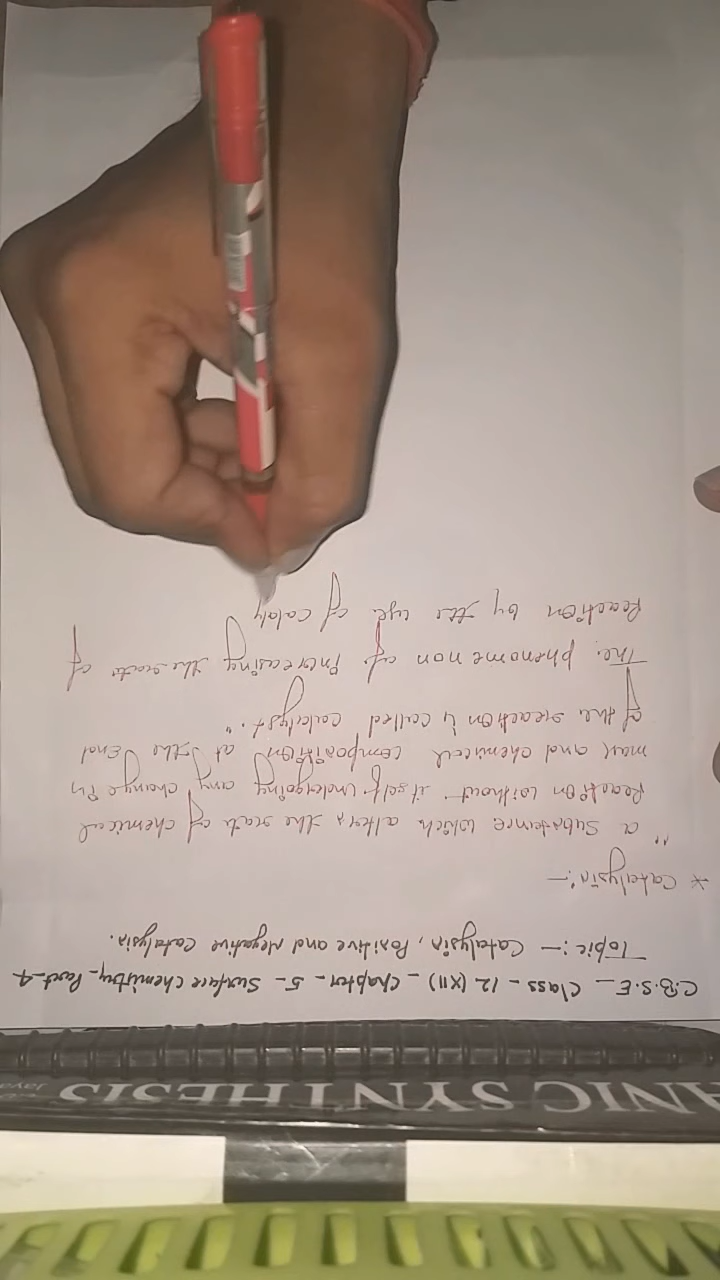 ANIC SYNTHESIS
C.B.S.E - Class - 12 (XII) - Chapter - 5 - Surface chemistry - Part-4
Topic:- Catalysis, Positive and Negative Catalysis.
* Catalysis:-
"a Substance which alters the rate of chemical
Reaction without itself undergoing any change in
mass and chemical composition at the End
of the reaction is called catalyst."
The phenomenon of increasing the rate of
Reaction by the use of cataly